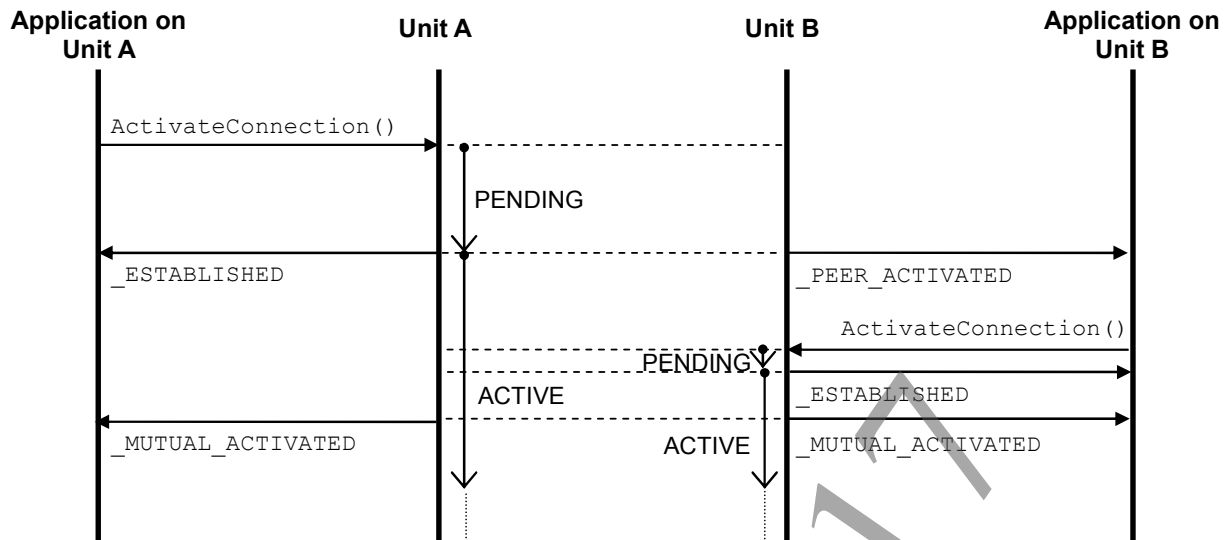 Application on
Unit A
Unit A
Unit B
Application on
Unit B
ActivateConnection()
PENDING
_ESTABLISHED
_PEER_ACTIVATED
ActivateConnection()
PENDING
ACTIVE
_ESTABLISHED
_MUTUAL_ACTIVATED
ACTIVE
_MUTUAL_ACTIVATED
17